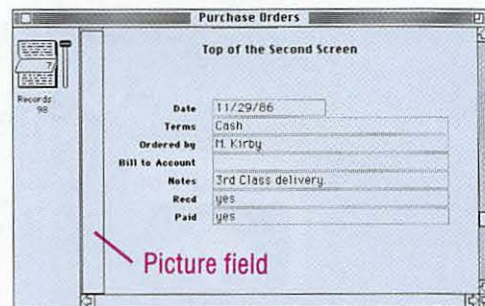 Purchase Orders
Top of the Second Screen
7
Records
98
Date 11/29/86
Terms Cash
Ordered by M. Kirby
Bill to Account
Notes 3rd Class delivery.
Recd yes
Paid yes
Picture field